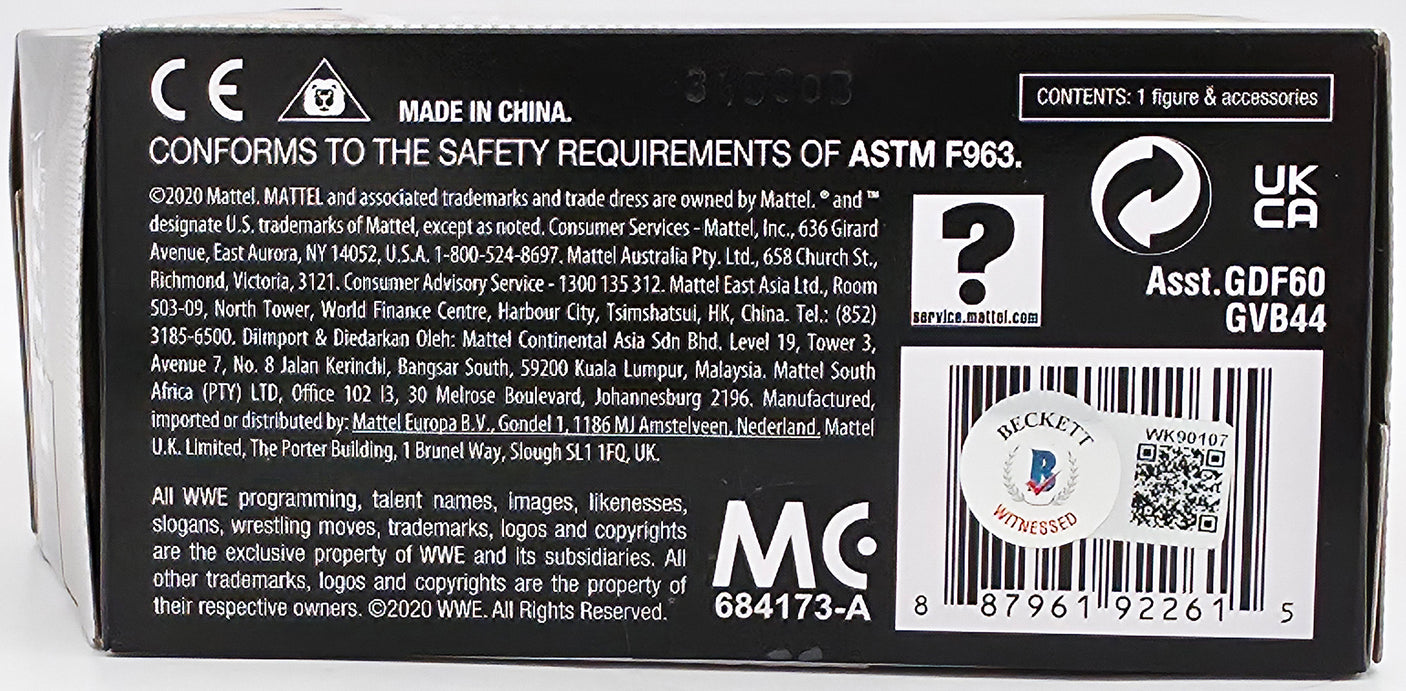 CE
MADE IN CHINA.
CONTENTS: 1 figure & accessories
CONFORMS TO THE SAFETY REQUIREMENTS OF ASTM F963.
©2020 Mattel. MATTEL and associated trademarks and trade dress are owned by Mattel. ® and ™
designate U.S. trademarks of Mattel, except as noted. Consumer Services - Mattel, Inc., 636 Girard
Avenue, East Aurora, NY 14052, U.S.A. 1-800-524-8697. Mattel Australia Pty. Ltd., 658 Church St.,
Richmond, Victoria, 3121. Consumer Advisory Service - 1300 135 312. Mattel East Asia Ltd., Room
503-09, North Tower, World Finance Centre, Harbour City, Tsimshatsui, HK, China. Tel.: (852)
3185-6500. Diimport & Diedarkan Oleh: Mattel Continental Asia Sdn Bhd. Level 19, Tower 3,
Avenue 7, No. 8 Jalan Kerinchi, Bangsar South, 59200 Kuala Lumpur, Malaysia. Mattel South
Africa (PTY) LTD, Office 102 I3, 30 Melrose Boulevard, Johannesburg 2196. Manufactured,
imported or distributed by: Mattel Europa B.V., Gondel 1, 1186 MJ Amstelveen, Nederland. Mattel
U.K. Limited, The Porter Building, 1 Brunel Way, Slough SL1 1FQ, UK.
All WWE programming, talent names, images, likenesses,
slogans, wrestling moves, trademarks, logos and copyrights
are the exclusive property of WWE and its subsidiaries. All
other trademarks, logos and copyrights are the property of
their respective owners. ©2020 WWE. All Rights Reserved.
MC
684173-A
?
service.mattel.com
UK
CA
Asst.GDF60
GVB44
BECKETT
B
WITNESSED
WK90107
8 87961 92261 5